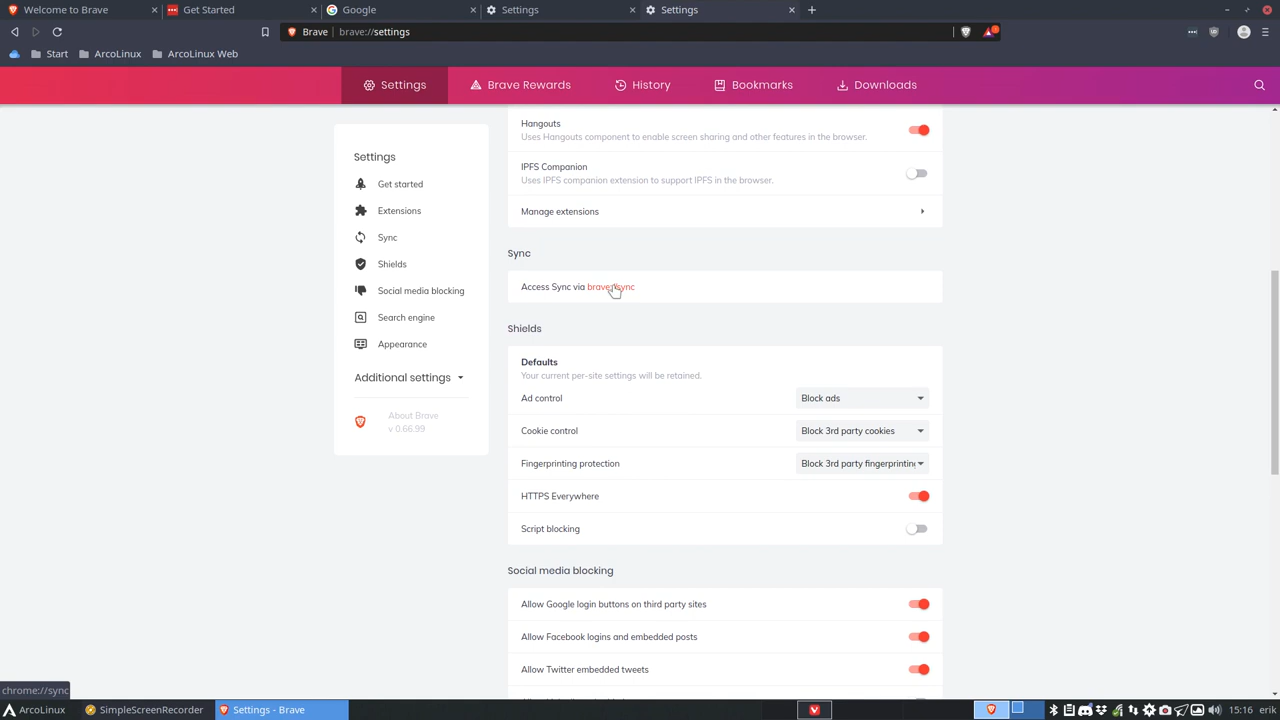 Welcome to Brave
Get Started
Google
Settings
Settings
Brave
brave://settings
Start
ArcoLinux
ArcoLinux Web
Settings
Brave Rewards
History
Bookmarks
Downloads
Settings
Get started
Extensions
Sync
Shields
Social media blocking
Search engine
Appearance
Additional settings
About Brave
v 0.66.99
Hangouts
Uses Hangouts component to enable screen sharing and other features in the browser.
IPFS Companion
Uses IPFS companion extension to support IPFS in the browser.
Manage extensions
Sync
Access Sync via brave://sync
Shields
Defaults
Your current per-site settings will be retained.
Ad control
Block ads
Cookie control
Block 3rd party cookies
Fingerprinting protection
Block 3rd party fingerprinting
HTTPS Everywhere
Script blocking
Social media blocking
Allow Google login buttons on third party sites
Allow Facebook logins and embedded posts
Allow Twitter embedded tweets
chrome://sync
ArcoLinux
SimpleScreenRecorder
Settings - Brave
15:16
erik